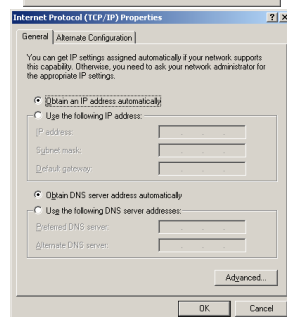 Internet Protocol (TCP/IP) Properties
General
Alternate Configuration
You can get IP settings assigned automatically if your network supports
this capability. Otherwise, you need to ask your network administrator for
the appropriate IP settings.
Obtain an IP address automatically
Use the following IP address:
IP address:
Subnet mask:
Default gateway:
Obtain DNS server address automatically
Use the following DNS server addresses:
Preferred DNS server:
Alternate DNS server:
Advanced...
OK
Cancel